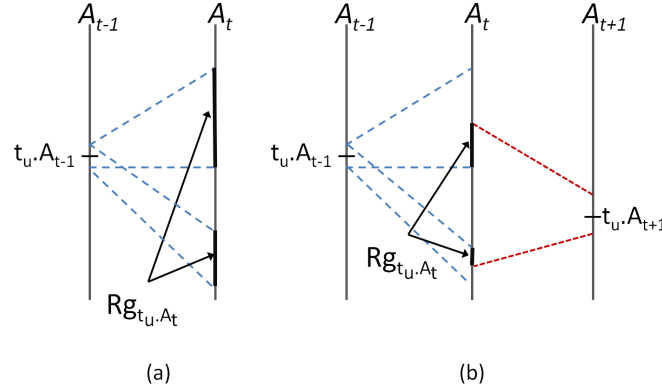 A_{t-1} A_t A_{t-1} A_t A_{t+1}
t_u.A_{t-1} t_u.A_{t-1}
t_u.A_{t+1}
Rg_{t_u.A_t}
Rg_{t_u.A_t}
(a) (b)